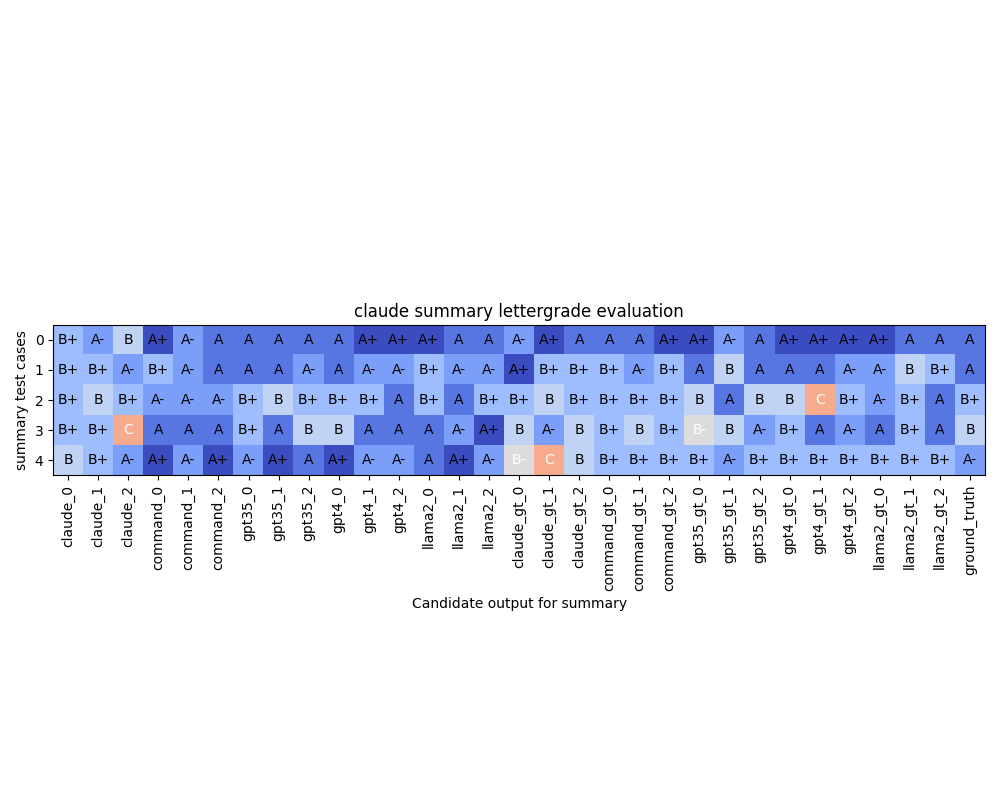 claude summary lettergrade evaluation
summary test cases
0 B+ A- B A+ A- A A A A A A+ A+ A+ A A A- A+ A A A A+ A+ A- A A+ A+ A+ A+ A A A
1 B+ B+ A- B+ A- A A A A- A A- A- B+ A- A- A+ B+ B+ B+ A- B+ A B A A A A- A- B B+ A
2 B+ B B+ A- A- A- B+ B B+ B+ B+ A B+ A B+ B+ B B+ B+ B+ B+ B A B B C B+ A- B+ A B+
3 B+ B+ C A A A B+ A B B A A A A- A+ B A- B B+ B B+ B- B A- B+ A A- A B+ A B
4 B B+ A- A+ A- A+ A- A+ A A+ A- A- A A+ A- B- C B B+ B+ B+ B+ A- B+ B+ B+ B+ B+ B+ B+ A-
claude_0 claude_1 claude_2 command_0 command_1 command_2 gpt35_0 gpt35_1 gpt35_2 gpt4_0 gpt4_1 gpt4_2 llama2_0 llama2_1 llama2_2 claude_gt_0 claude_gt_1 claude_gt_2 command_gt_0 command_gt_1 command_gt_2 gpt35_gt_0 gpt35_gt_1 gpt35_gt_2 gpt4_gt_0 gpt4_gt_1 gpt4_gt_2 llama2_gt_0 llama2_gt_1 llama2_gt_2 ground_truth
Candidate output for summary